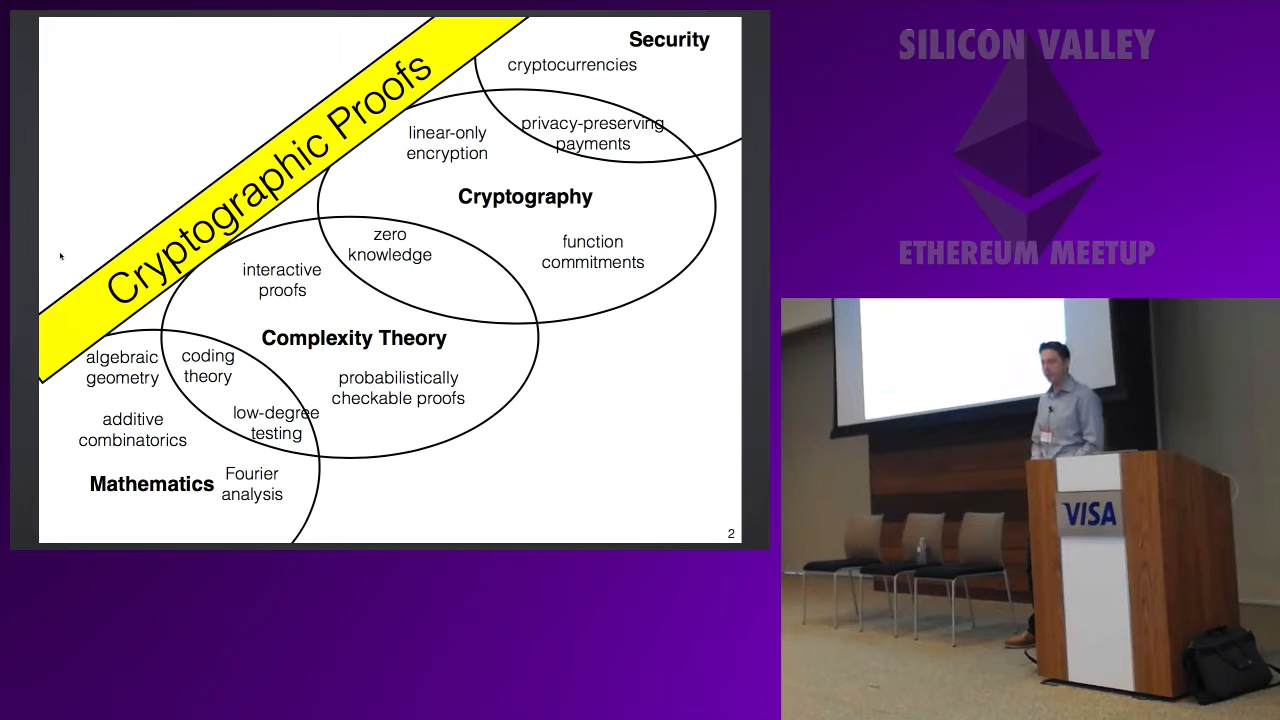 Cryptographic Proofs
Security
cryptocurrencies
privacy-preserving
payments
linear-only
encryption
Cryptography
function
commitments
zero
knowledge
interactive
proofs
Complexity Theory
probabilistically
checkable proofs
algebraic
geometry
coding
theory
low-degree
testing
additive
combinatorics
Mathematics
Fourier
analysis
2
SILICON VALLEY
ETHEREUM MEETUP
VISA